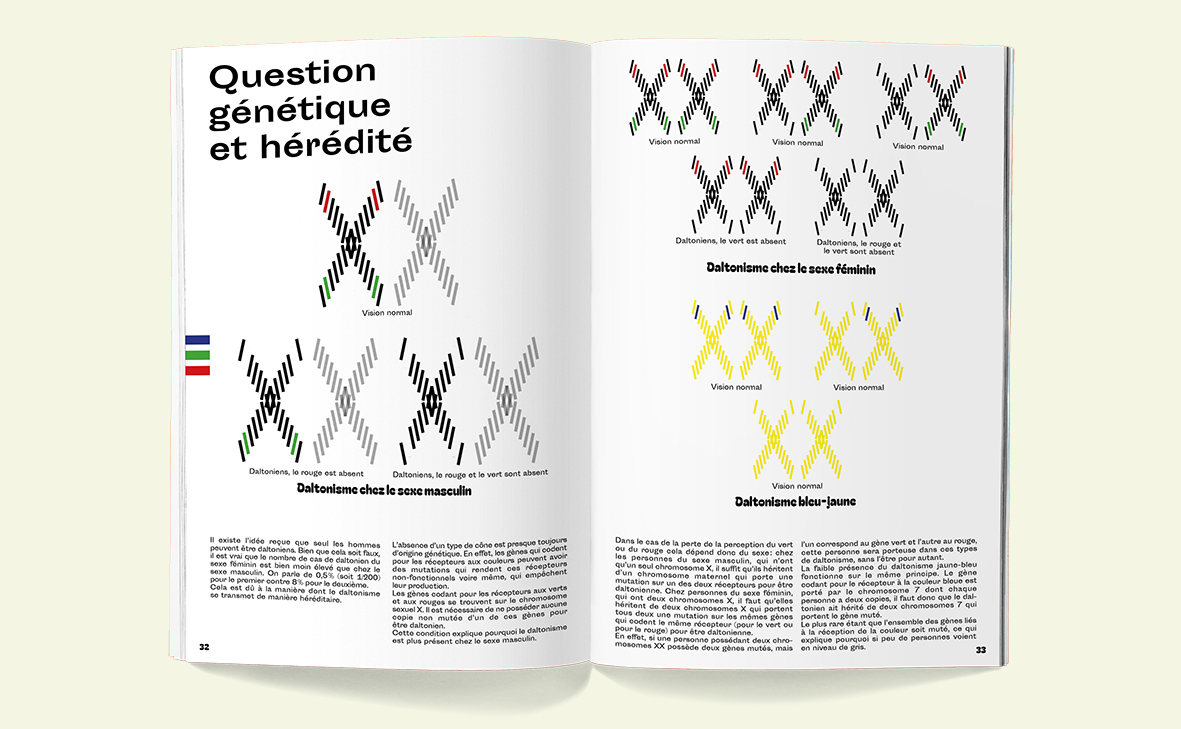 Question
génétique
et hérédité
Vision normal
Daltoniens, le rouge est absent
Daltoniens, le rouge et le vert sont absent
Daltonisme chez le sexe masculin
Il existe l'idée reçue que seul les hommes
peuvent être daltoniens. Bien que cela soit faux,
il est vrai que le nombre de cas de daltonien du
sexe féminin est bien moin élevé que chez le
sexe masculin. On parle de 0,5% (soit 1/200)
pour le premier contre 8% pour le deuxième.
Cela est dû à la manière dont le daltonisme
se transmet de manière héréditaire.
L'absence d'un type de cône est presque toujours
d'origine génétique. En effet, les gènes qui codent
pour les récepteurs aux couleurs peuvent avoir
des mutations qui rendent ces récepteurs
non-fonctionnels voire même, qui empêchent
leur production.
Les gènes codant pour les récepteurs aux verts
et aux rouges se trouvent sur le chromosome
sexuel X. Il est nécessaire de ne posséder aucune
copie non mutée d'un de ces gènes pour
être daltonien.
Cette condition explique pourquoi le daltonisme
est plus présent chez le sexe masculin.
32
Vision normal
Vision normal
Vision normal
Daltoniens, le vert est absent
Daltoniens, le rouge et
le vert sont absent
Daltonisme chez le sexe féminin
Vision normal
Vision normal
Vision normal
Daltonisme bleu-jaune
Dans le cas de la perte de la perception du vert
ou du rouge cela dépend donc du sexe: chez
les personnes du sexe masculin, qui n'ont
qu'un seul chromosome X, il suffit qu'ils héritent
d'un chromosome maternel qui porte une
mutation sur un des deux récepteurs pour être
daltonienne. Chez personnes du sexe féminin,
qui ont deux chromosomes X, il faut qu'elles
héritent de deux chromosomes X qui portent
tous deux une mutation sur les mêmes gènes
qui codent le même récepteur (pour le vert ou
pour le rouge) pour être daltonienne.
En effet, si une personne possédant deux chro-
mosomes XX possède deux gènes mutés, mais
l'un correspond au gène vert et l'autre au rouge,
cette personne sera porteuse dans ces types
de daltonisme, sans l'être pour autant.
La faible présence du daltonisme jaune-bleu
fonctionne sur le même principe. Le gène
codant pour le récepteur à la couleur bleue est
porté par le chromosome 7 dont chaque
personne a deux copies, il faut donc que le dal-
tonien ait hérité de deux chromosomes 7 qui
portent le gène muté.
Le plus rare étant que l'ensemble des gènes liés
à la réception de la couleur soit muté, ce qui
explique pourquoi si peu de personnes voient
en niveau de gris.
33